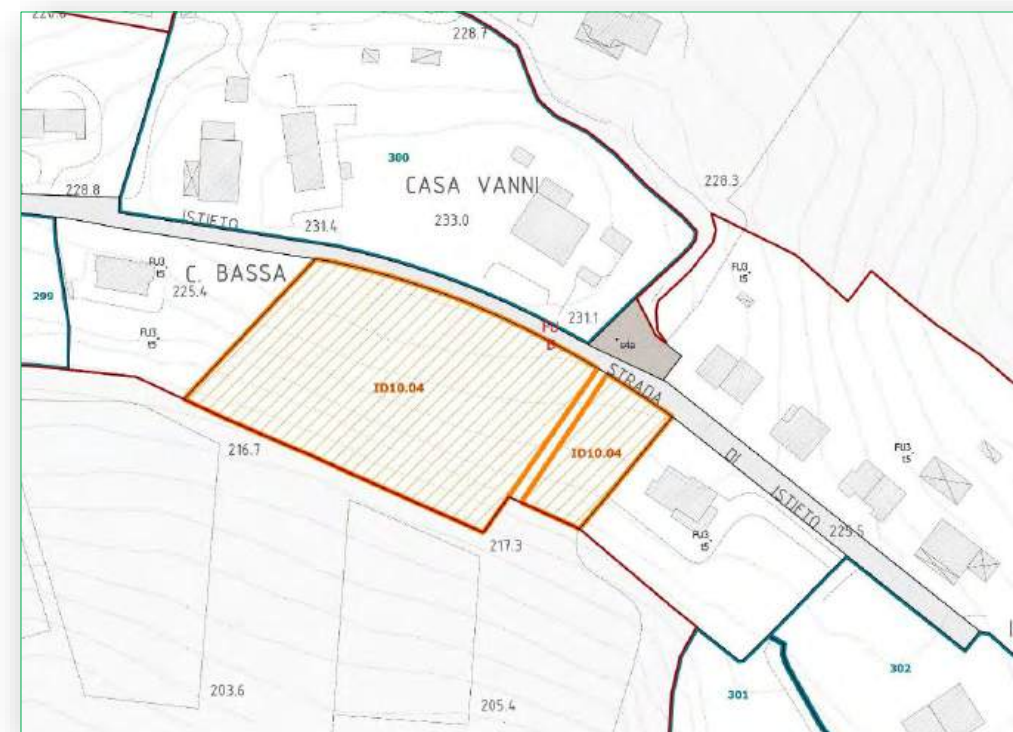 228.7
300
228.8
CASA VANNI
228.3
ISTIETO
231.4
233.0
FU3
t5
C. BASSA
225.4
299
FU3
t5
231.1
FU3
t5
ID10.04
STRADA
216.7
ID10.04
DI
FU3
t5
ISTIETO
225.5
217.3
FU3
t5
302
301
203.6
205.4